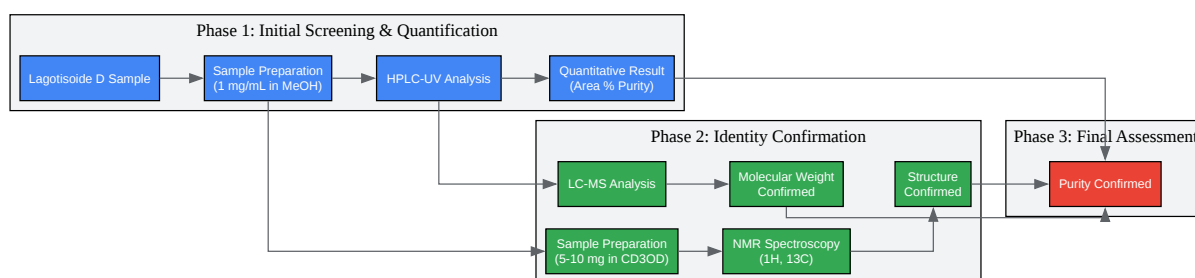 Phase 1: Initial Screening & Quantification
Lagotisoide D Sample
Sample Preparation
(1 mg/mL in MeOH)
HPLC-UV Analysis
Quantitative Result
(Area % Purity)
Phase 2: Identity Confirmation
LC-MS Analysis
Molecular Weight
Confirmed
Structure
Confirmed
Sample Preparation
(5-10 mg in CD3OD)
NMR Spectroscopy
(1H, 13C)
Phase 3: Final Assessment
Purity Confirmed